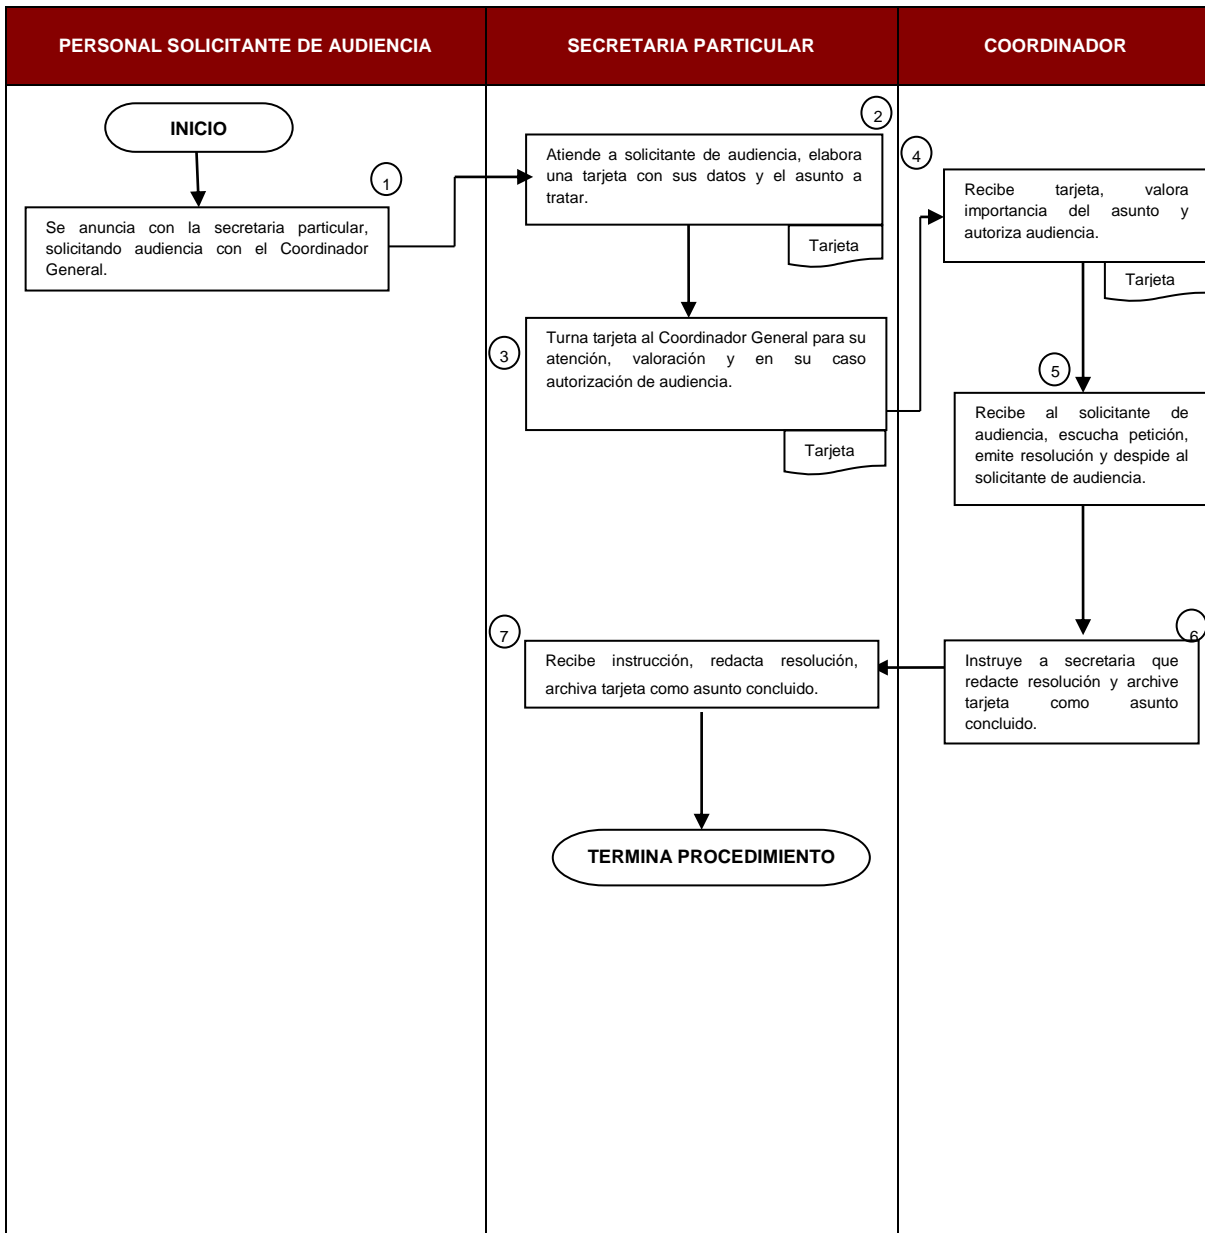 PERSONAL SOLICITANTE DE AUDIENCIA
SECRETARIA PARTICULAR
COORDINADOR
INICIO
1
Se anuncia con la secretaria particular,
solicitando audiencia con el Coordinador
General.
2
Atiende a solicitante de audiencia, elabora
una tarjeta con sus datos y el asunto a
tratar.
Tarjeta
3
Turna tarjeta al Coordinador General para su
atención, valoración y en su caso
autorización de audiencia.
Tarjeta
4
Recibe tarjeta, valora
importancia del asunto y
autoriza audiencia.
Tarjeta
5
Recibe al solicitante de
audiencia, escucha petición,
emite resolución y despide al
solicitante de audiencia.
6
Instruye a secretaria que
redacte resolución y archive
tarjeta como asunto
concluido.
7
Recibe instrucción, redacta resolución,
archiva tarjeta como asunto concluido.
TERMINA PROCEDIMIENTO